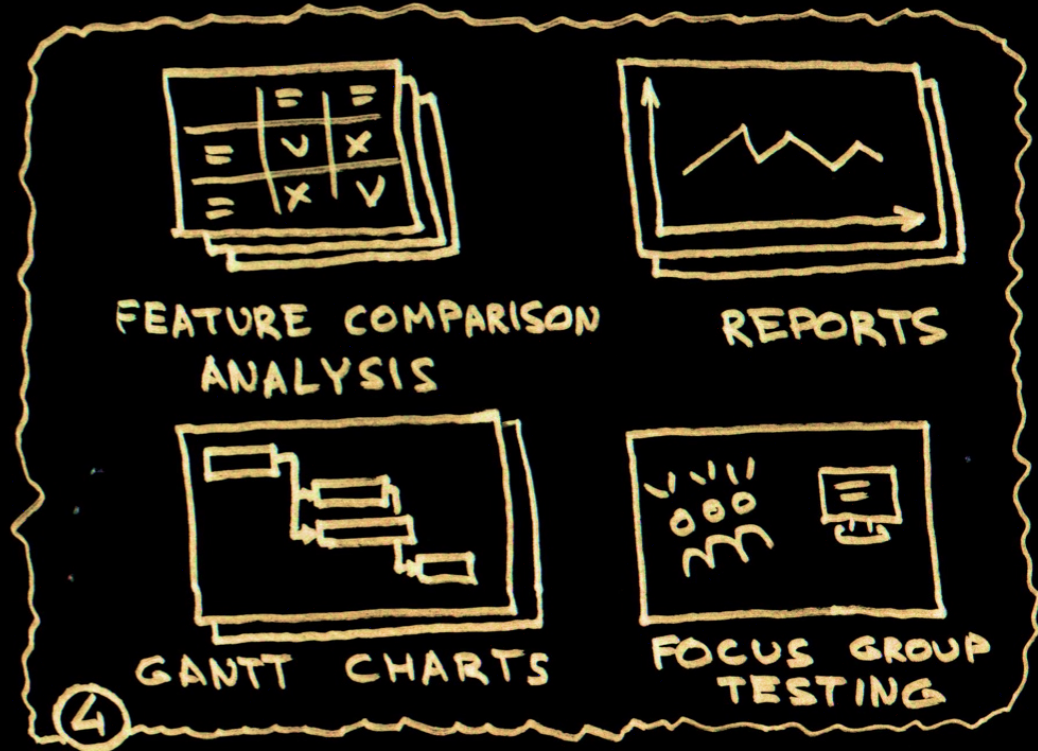 FEATURE COMPARISON
ANALYSIS
REPORTS
GANTT CHARTS
FOCUS GROUP
TESTING
4